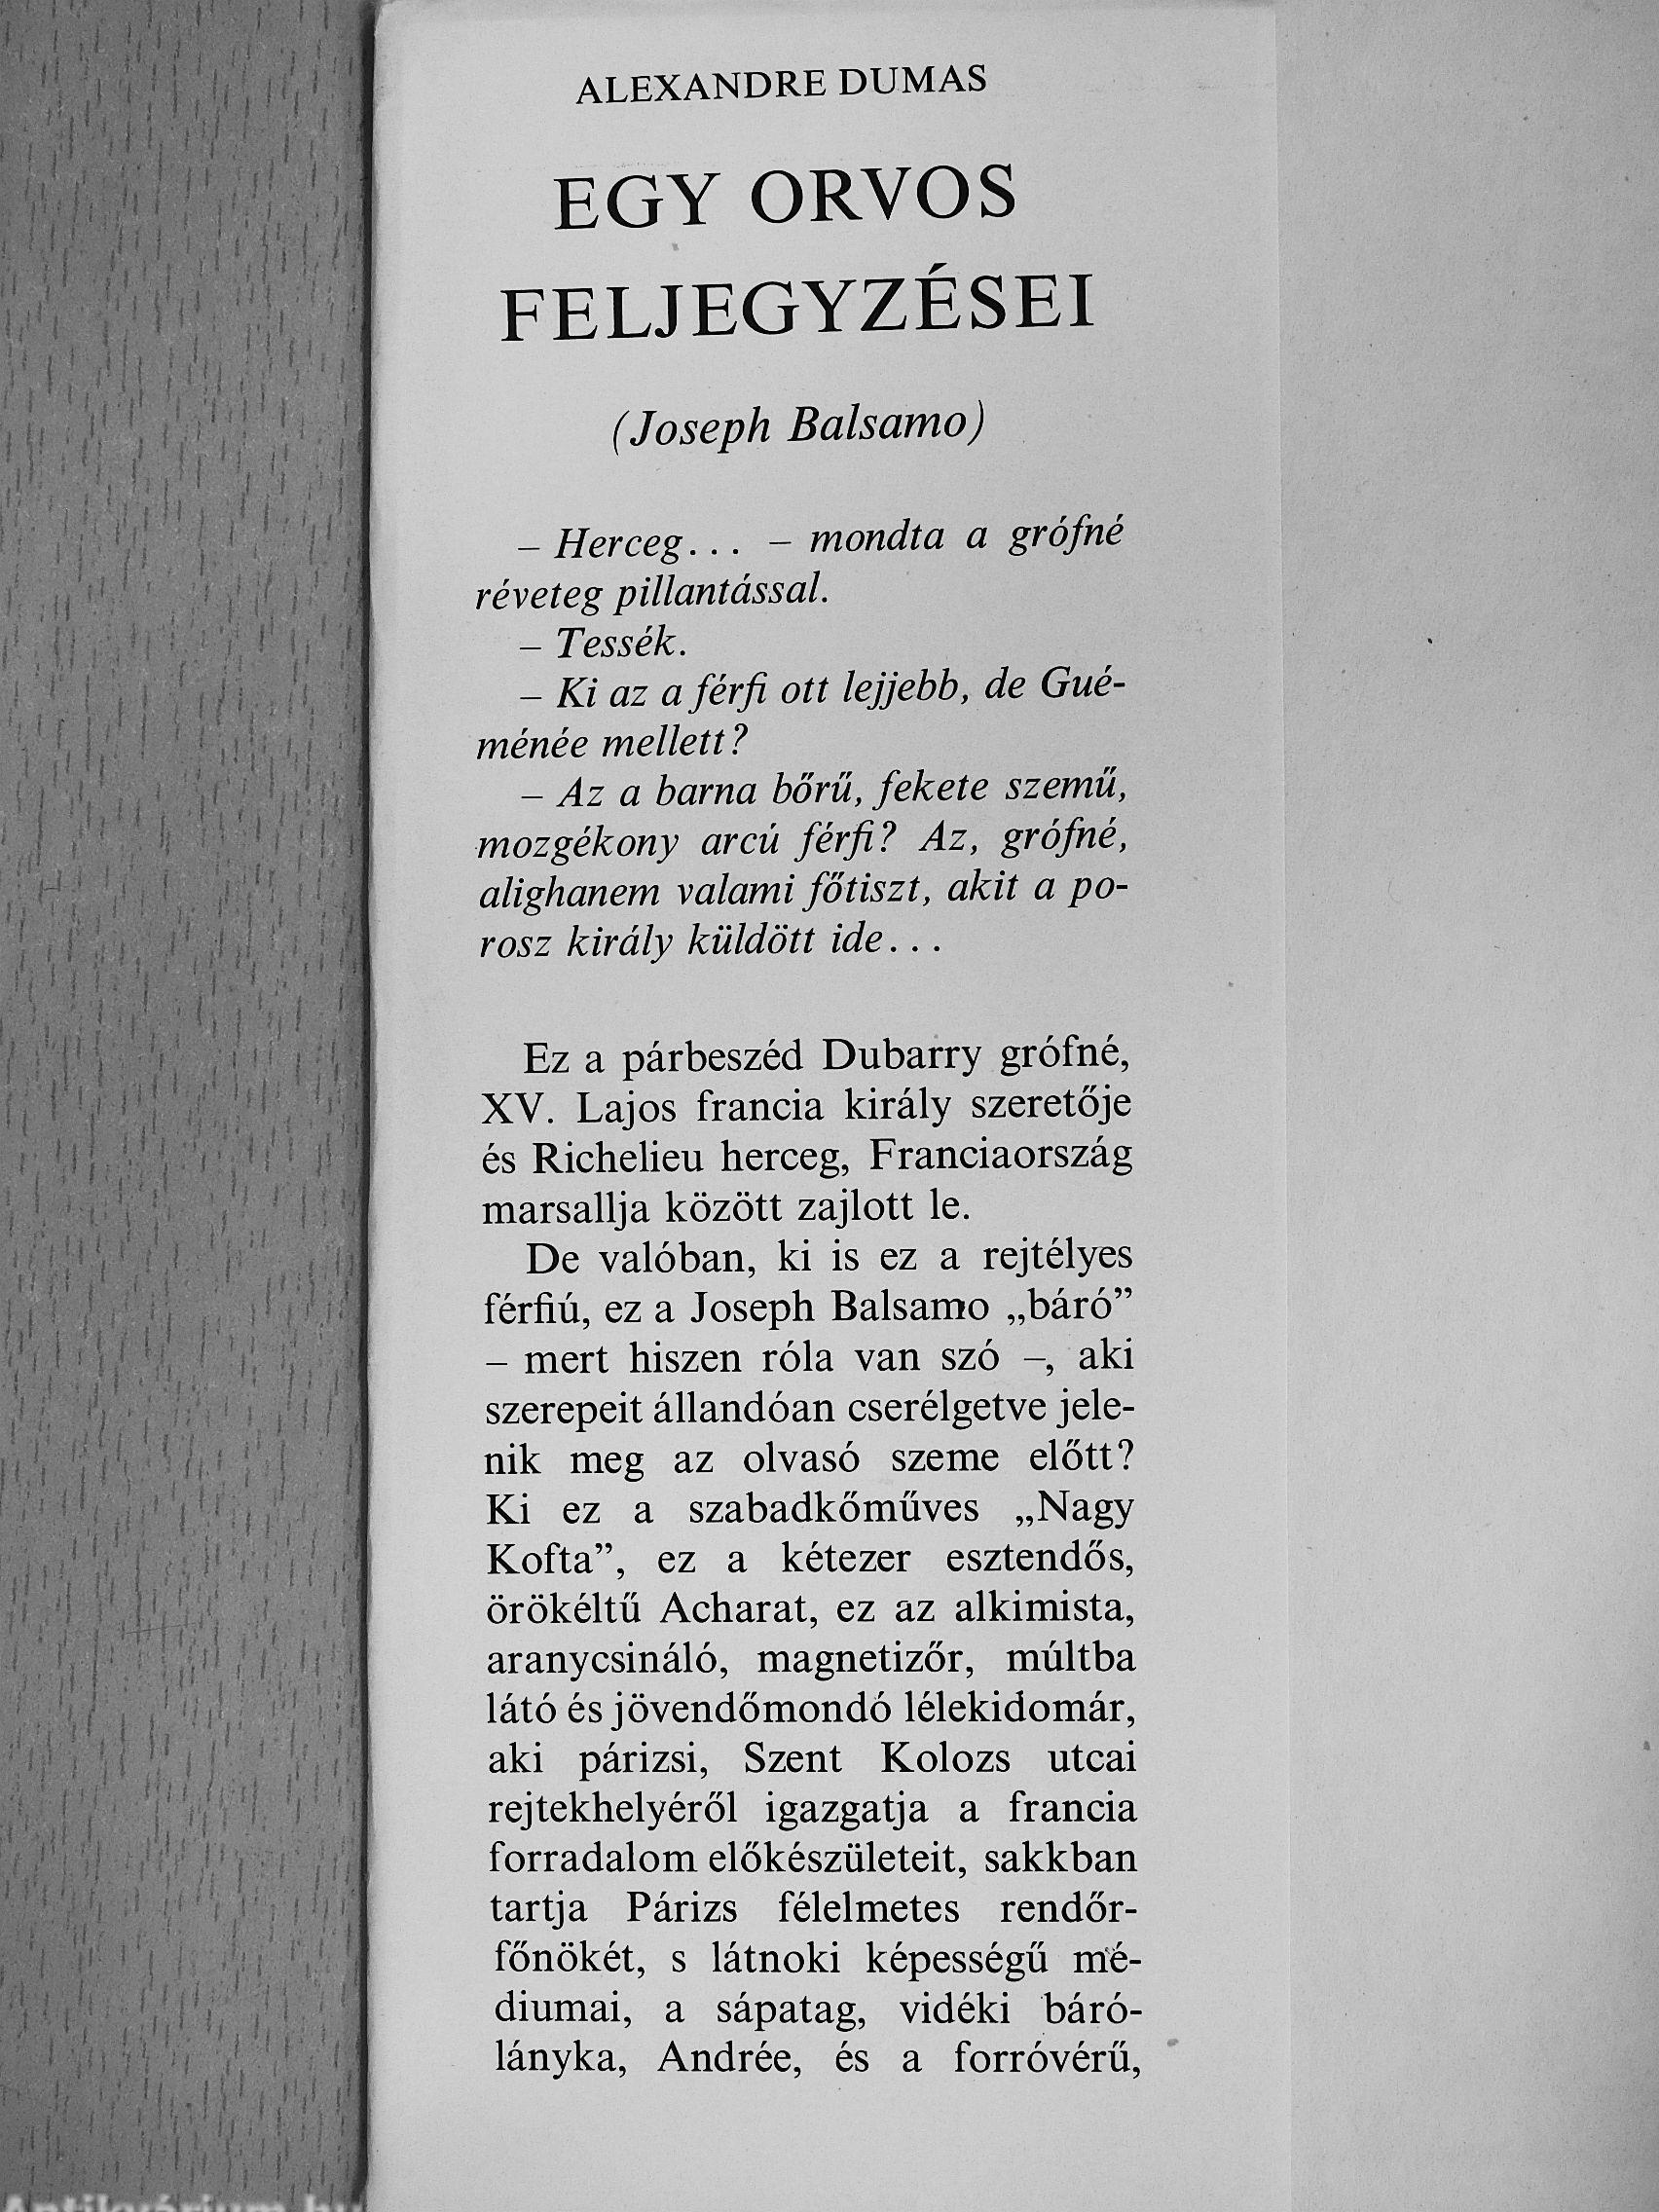 ALEXANDRE DUMAS
EGY ORVOS
FELJEGYZÉSEI
(Joseph Balsamo)
– Herceg... – mondta a grófné
réveteg pillantással.
– Tessék.
– Ki az a férfi ott lejjebb, de Gué-
ménée mellett?
– Az a barna bőrű, fekete szemű,
mozgékony arcú férfi? Az, grófné,
alighanem valami főtiszt, akit a po-
rosz király küldött ide...
Ez a párbeszéd Dubarry grófné,
XV. Lajos francia király szeretője
és Richelieu herceg, Franciaország
marsallja között zajlott le.
De valóban, ki is ez a rejtélyes
férfiú, ez a Joseph Balsamo „báró”
– mert hiszen róla van szó –, aki
szerepeit állandóan cserélgetve jele-
nik meg az olvasó szeme előtt?
Ki ez a szabadkőműves „Nagy
Kofta”, ez a kétezer esztendős,
örökéltű Acharat, ez az alkimista,
aranycsináló, magnetizőr, múltba
látó és jövendőmondó lélekidomár,
aki párizsi, Szent Kolozs utcai
rejtekhelyéről igazgatja a francia
forradalom előkészületeit, sakkban
tartja Párizs félelmetes rendőr-
főnökét, s látnoki képességű mé-
diumai, a sápatag, vidéki báró-
lányka, Andrée, és a forróvérű,
Antikvárium.hu